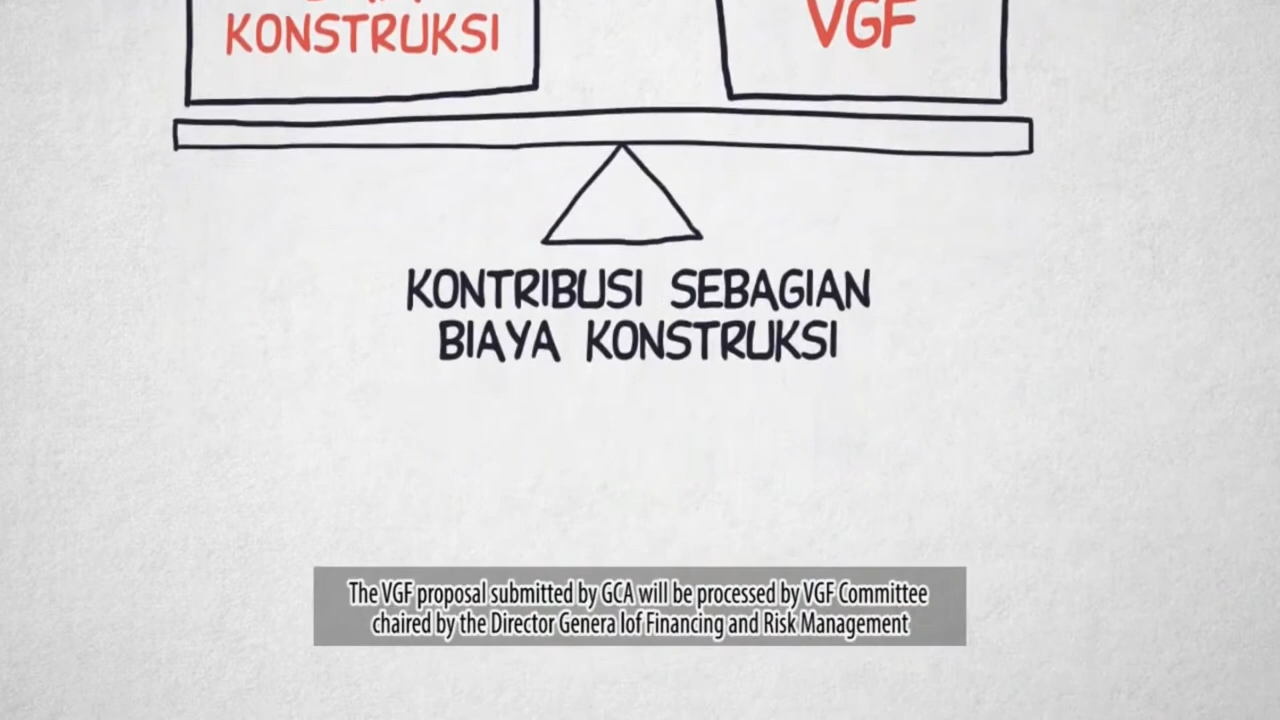 KONSTRUKSI
VGF
KONTRIBUSI SEBAGIAN
BIAYA KONSTRUKSI
The VGF proposal submitted by GCA will be processed by VGF Committee
chaired by the Director Genera lof Financing and Risk Management